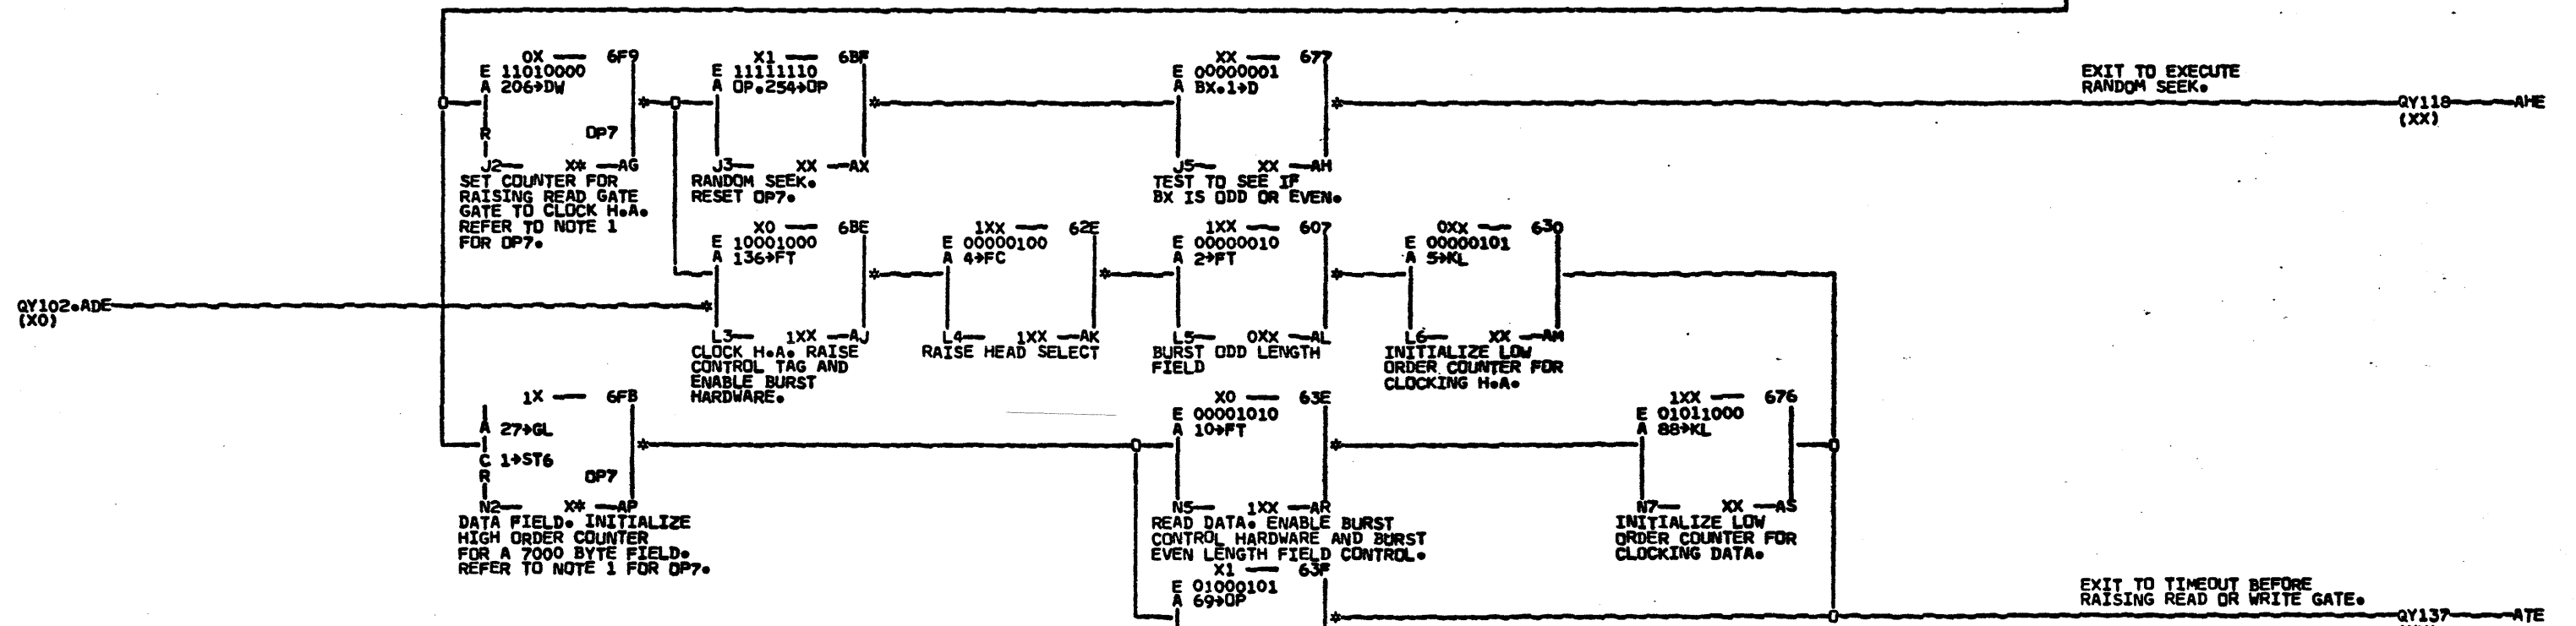 0X — 6F9
E 11010000
A 206→DW
R OP7
J2— X* —AG
SET COUNTER FOR
RAISING READ GATE
GATE TO CLOCK H.A.
REFER TO NOTE 1
FOR OP7.
X1 — 6BF
E 11111110
A OP.254→OP
J3— XX —AX
RANDOM SEEK.
RESET OP7.
XX — 677
E 00000001
A BX.1→D
J5— XX —AH
TEST TO SEE IF
BX IS ODD OR EVEN.
EXIT TO EXECUTE
RANDOM SEEK.
QY118 — AHE
(XX)
X0 — 6BE
E 10001000
A 136→FT
L3— 1XX —AJ
CLOCK H.A. RAISE
CONTROL TAG AND
ENABLE BURST
HARDWARE.
1XX — 62E
E 00000100
A 4→FC
L4— 1XX —AK
RAISE HEAD SELECT
1XX — 607
E 00000010
A 2→FT
L5— 0XX —AL
BURST ODD LENGTH
FIELD
0XX — 630
E 00000101
A 5→KL
L6— XX —AM
INITIALIZE LOW
ORDER COUNTER FOR
CLOCKING H.A.
QY102.ADE
(X0)
1X — 6FB
A 27→GL
C 1→ST6
R OP7
N2— X* —AP
DATA FIELD. INITIALIZE
HIGH ORDER COUNTER
FOR A 7000 BYTE FIELD.
REFER TO NOTE 1 FOR OP7.
X0 — 63E
E 00001010
A 10→FT
N5— 1XX —AR
READ DATA. ENABLE BURST
CONTROL HARDWARE AND BURST
EVEN LENGTH FIELD CONTROL.
1XX — 676
E 01011000
A 88→KL
N7— XX —AS
INITIALIZE LOW
ORDER COUNTER FOR
CLOCKING DATA.
X1 — 63F
E 01000101
A 69→OP
EXIT TO TIMEOUT BEFORE
RAISING READ OR WRITE GATE.
QY137 — ATE